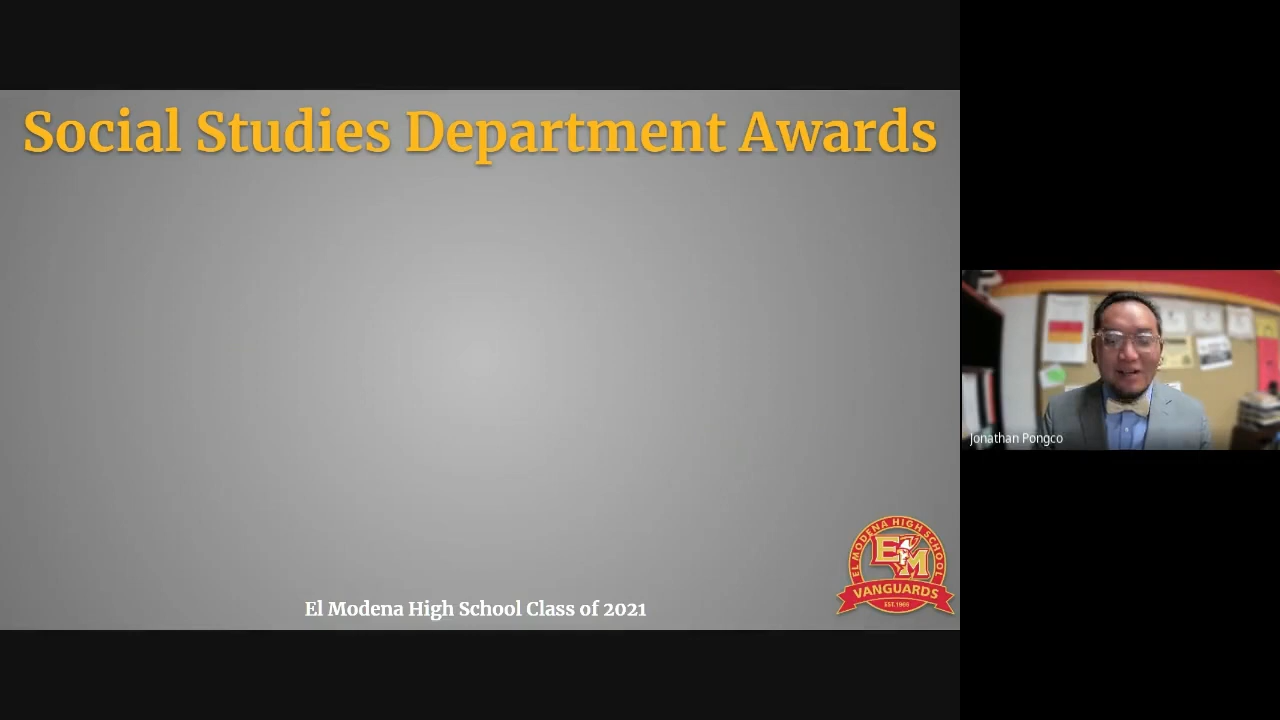 Social Studies Department Awards
Jonathan Pongco
EL MODENA HIGH SCHOOL
EM
VANGUARDS
EST. 1966
El Modena High School Class of 2021